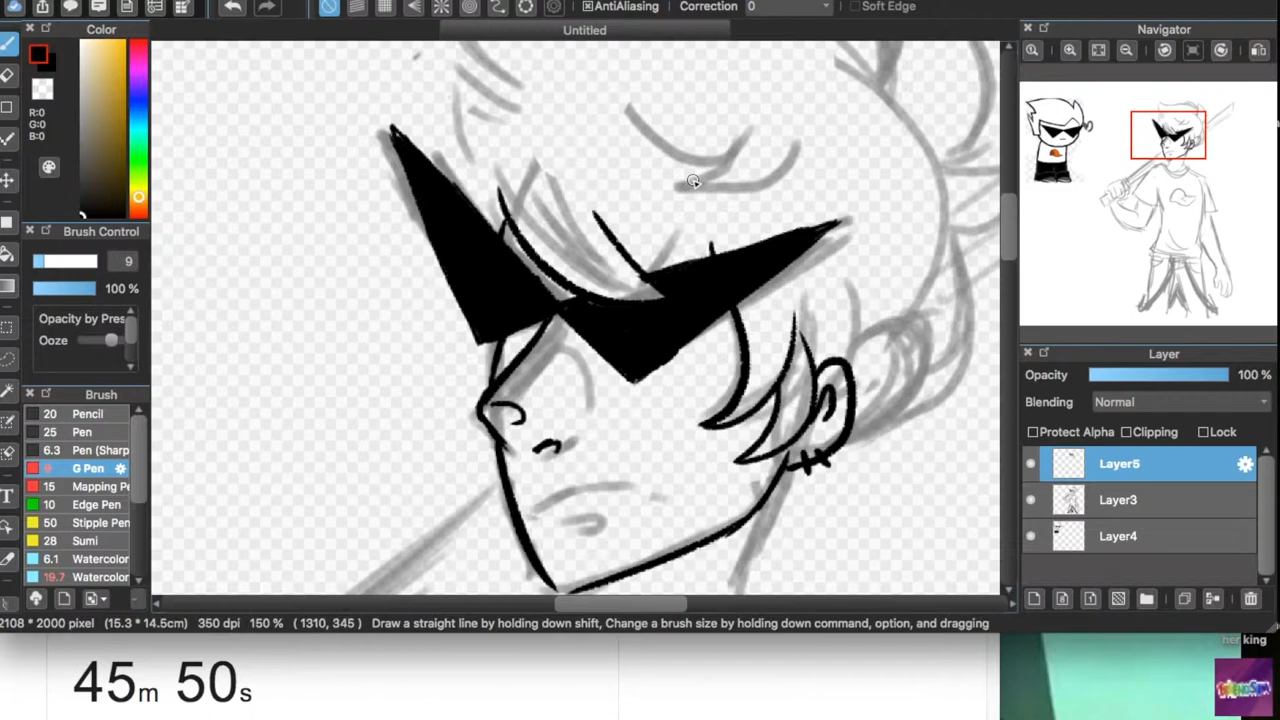 AntiAliasing Correction 0 Soft Edge
Color
Untitled
Navigator
R:0
G:0
B:0
Brush Control
9
100 %
Opacity by Pres
Ooze
Brush
20 Pencil
25 Pen
6.3 Pen (Sharp
9 G Pen
15 Mapping Pe
10 Edge Pen
50 Stipple Pen
28 Sumi
6.1 Watercolor
19.7 Watercolor
Layer
Opacity 100 %
Blending Normal
Protect Alpha Clipping Lock
Layer5
Layer3
Layer4
2108 * 2000 pixel (15.3 * 14.5cm) 350 dpi 150 % ( 1310, 345 ) Draw a straight line by holding down shift, Change a brush size by holding down command, option, and dragging
45m 50s
her king